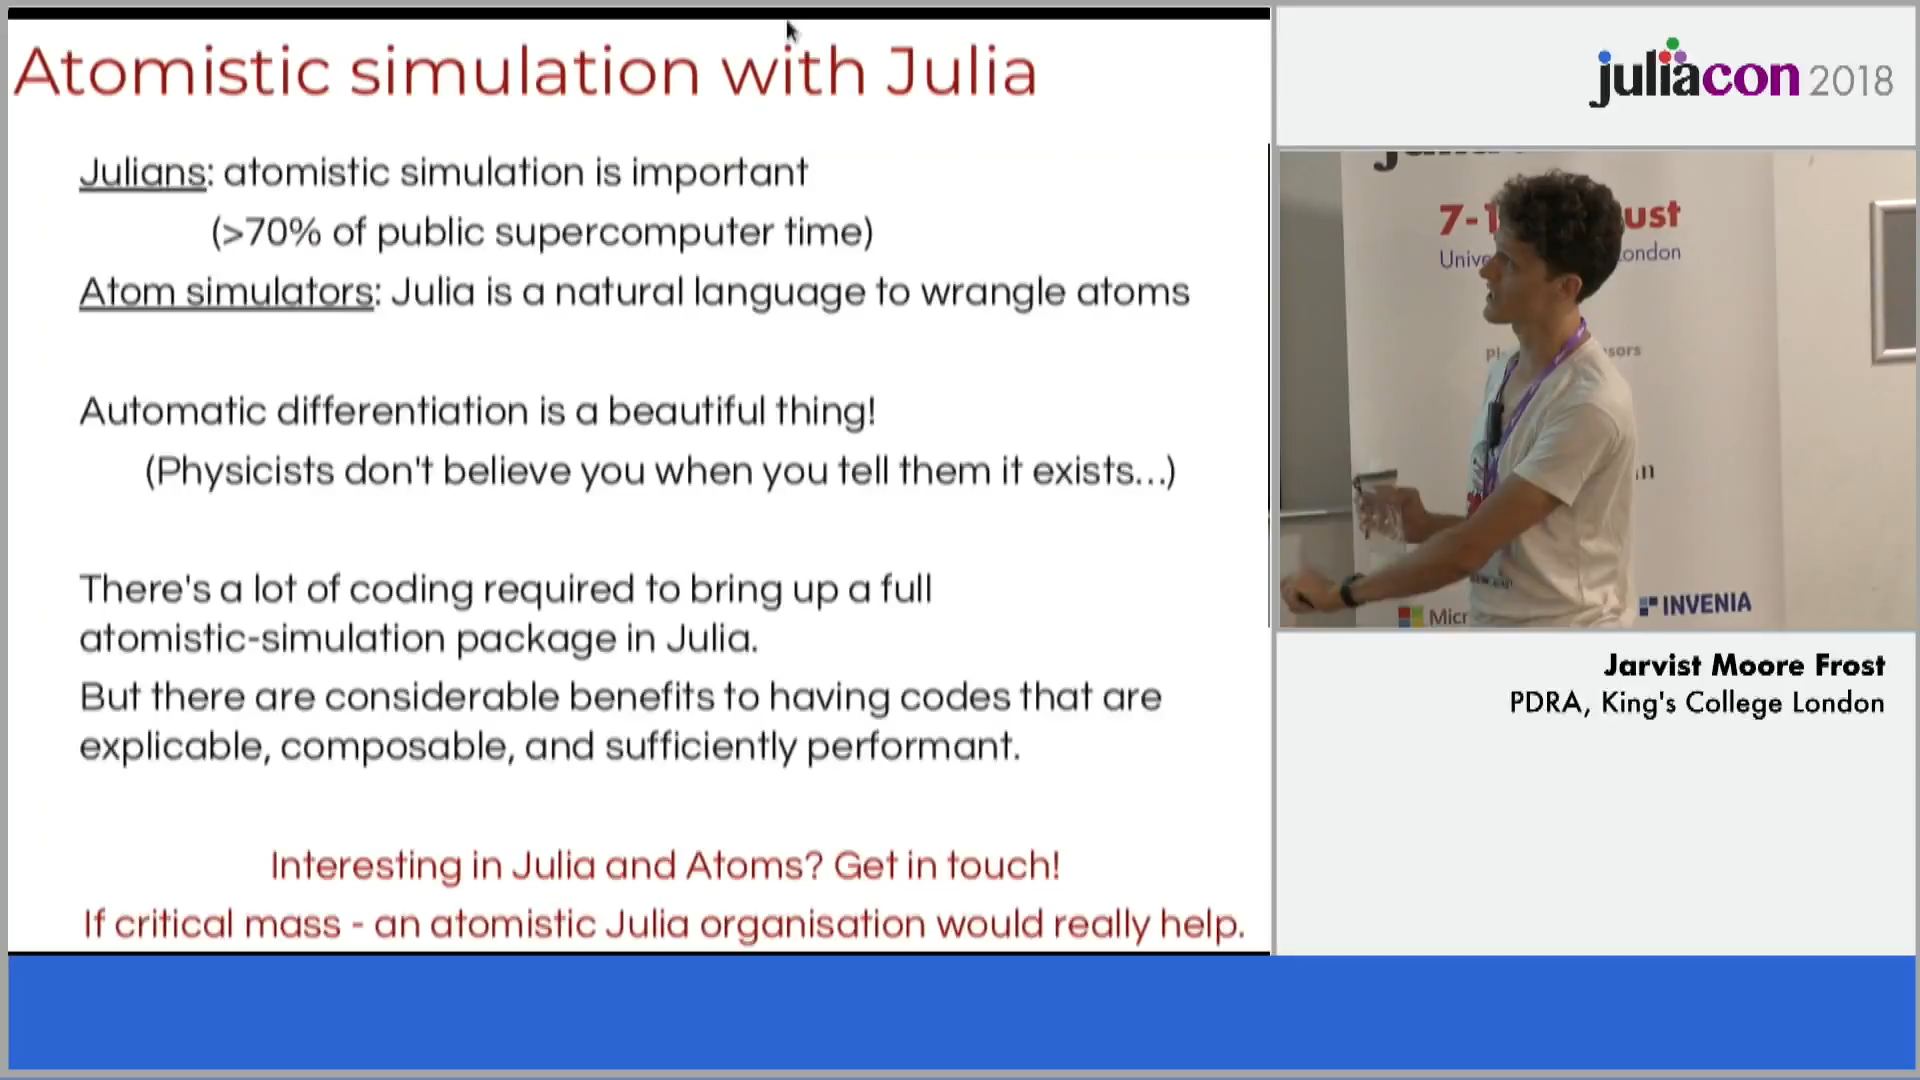 Atomistic simulation with Julia
Julians: atomistic simulation is important
(>70% of public supercomputer time)
Atom simulators: Julia is a natural language to wrangle atoms
Automatic differentiation is a beautiful thing!
(Physicists don't believe you when you tell them it exists...)
There's a lot of coding required to bring up a full
atomistic-simulation package in Julia.
But there are considerable benefits to having codes that are
explicable, composable, and sufficiently performant.
Interesting in Julia and Atoms? Get in touch!
If critical mass - an atomistic Julia organisation would really help.
juliacon 2018
7-1 ust
Unive ondon
sors
Micr
INVENIA
Jarvist Moore Frost
PDRA, King's College London